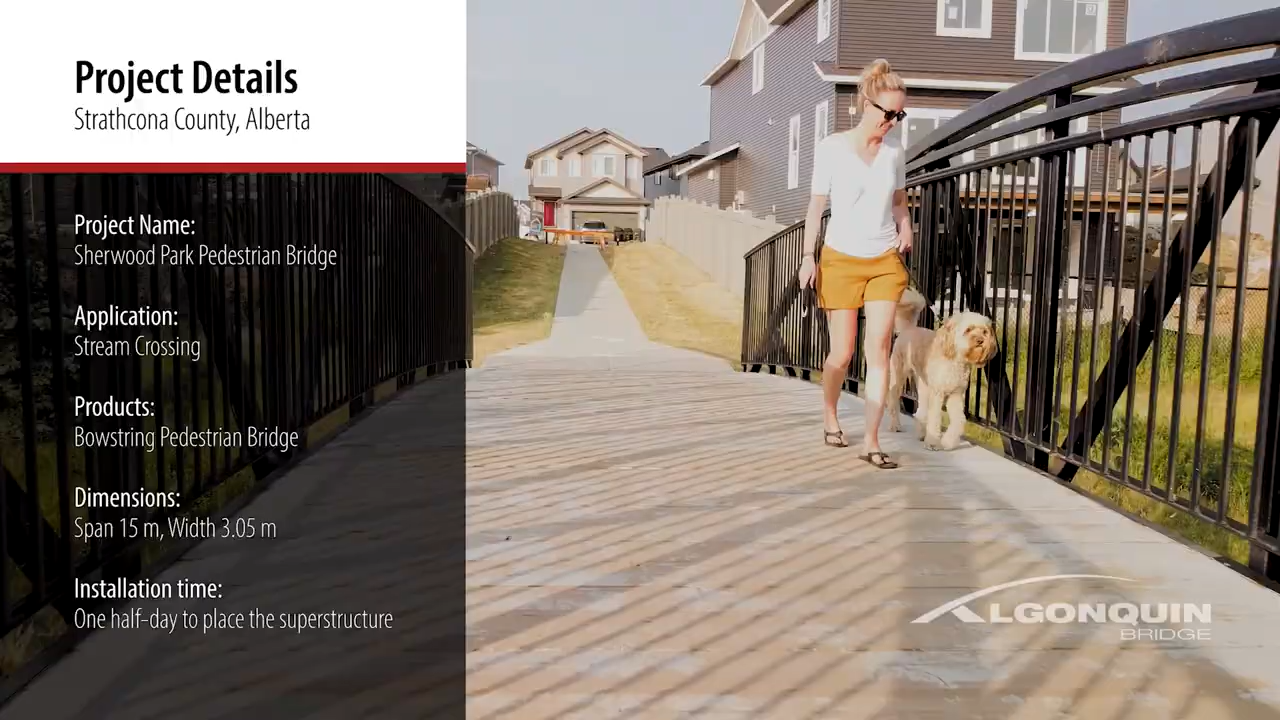 Project Details
Strathcona County, Alberta
Project Name:
Sherwood Park Pedestrian Bridge
Application:
Stream Crossing
Products:
Bowstring Pedestrian Bridge
Dimensions:
Span 15 m, Width 3.05 m
Installation time:
One half-day to place the superstructure
ALGONQUIN
BRIDGE